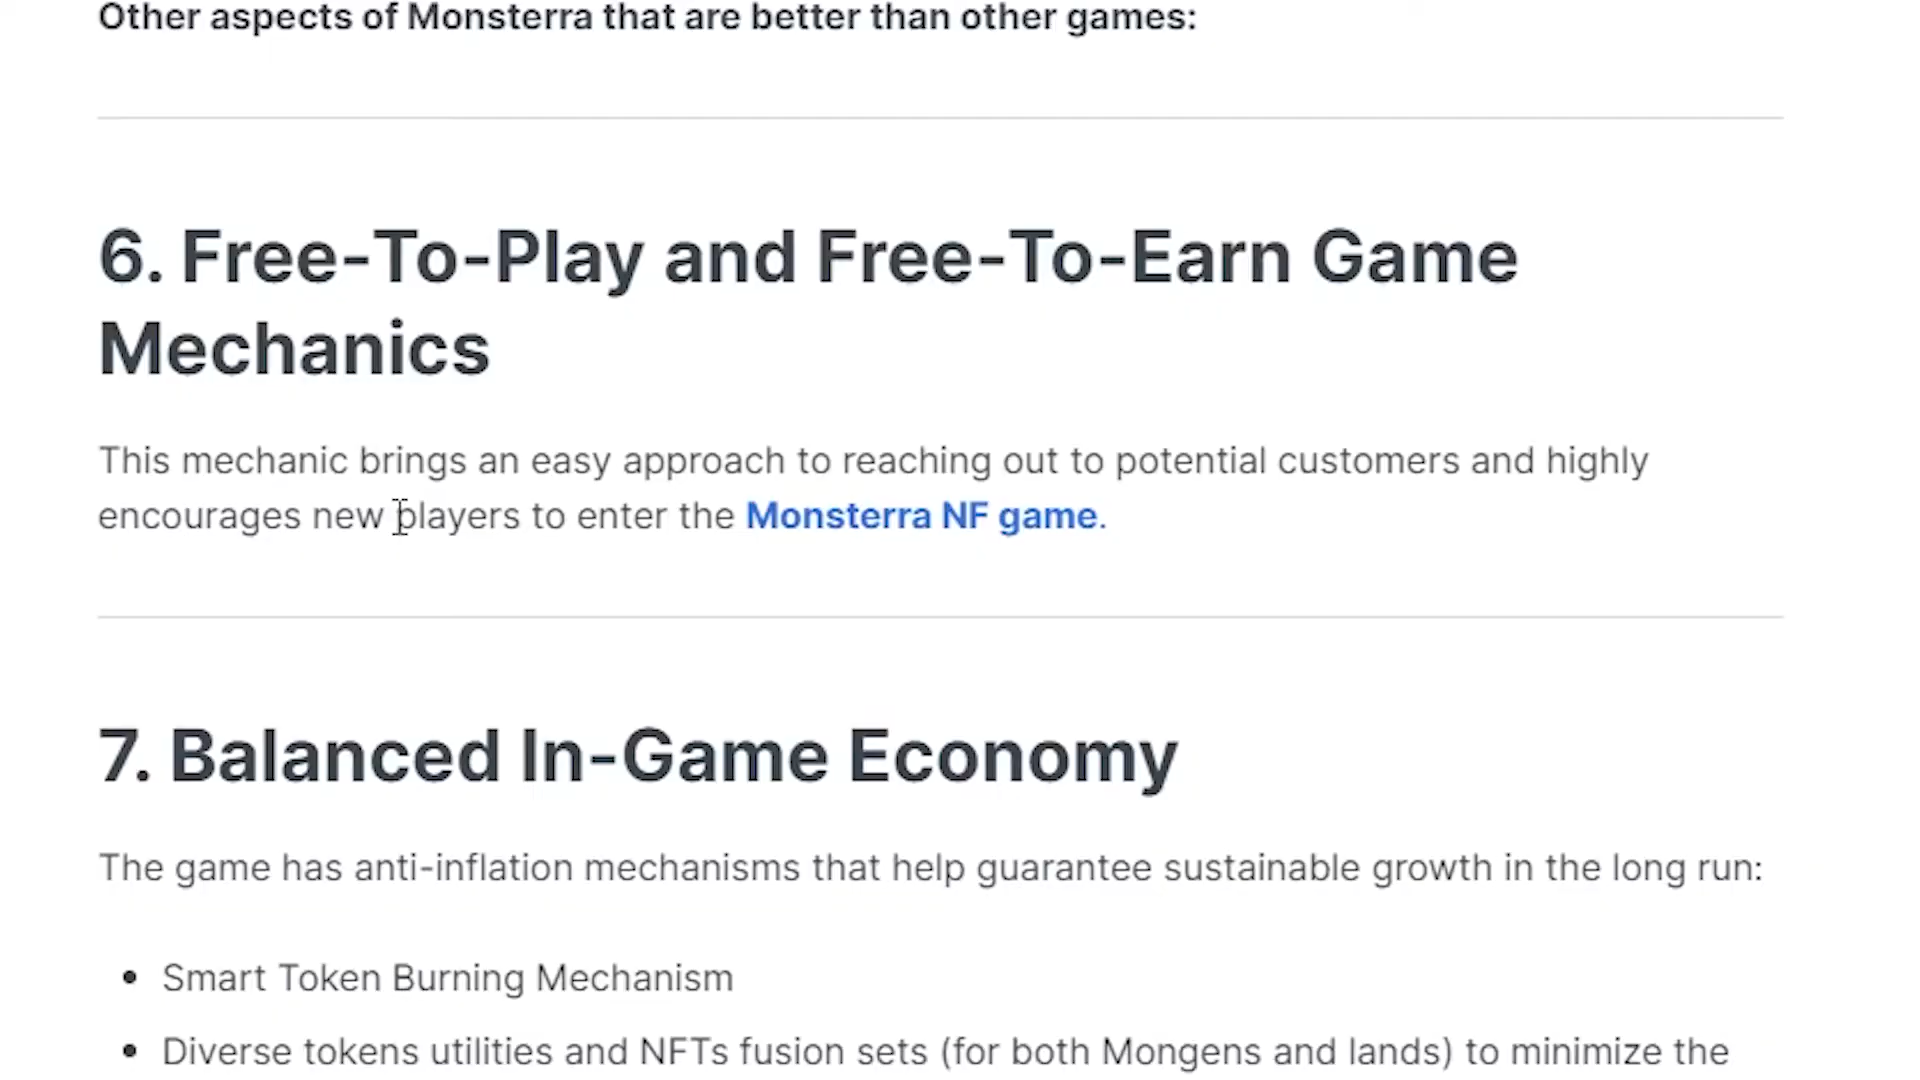 Other aspects of Monsterra that are better than other games:
6. Free-To-Play and Free-To-Earn Game
Mechanics
This mechanic brings an easy approach to reaching out to potential customers and highly
encourages new players to enter the Monsterra NF game.
7. Balanced In-Game Economy
The game has anti-inflation mechanisms that help guarantee sustainable growth in the long run:
• Smart Token Burning Mechanism
• Diverse tokens utilities and NFTs fusion sets (for both Mongens and lands) to minimize the